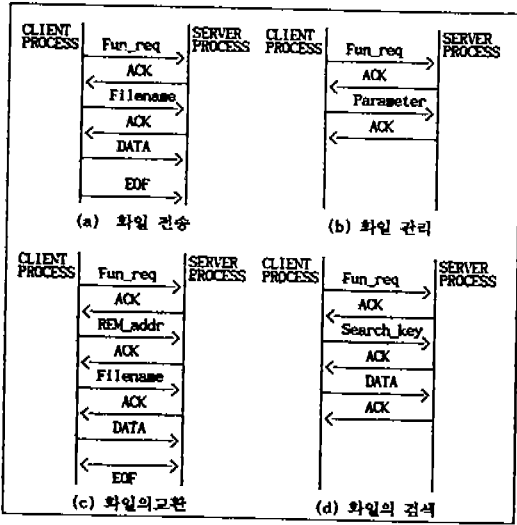 CLIENT PROCESS
SERVER PROCESS
Fun_req
ACK
Filename
ACK
DATA
EOF
(a) 화일 전송
CLIENT PROCESS
SERVER PROCESS
Fun_req
ACK
Parameter
ACK
(b) 화일 관리
CLIENT PROCESS
SERVER PROCESS
Fun_req
ACK
REM_addr
ACK
Filename
ACK
DATA
EOF
(c) 화일의교환
CLIENT PROCESS
SERVER PROCESS
Fun_req
ACK
Search_key
ACK
DATA
ACK
(d) 화일의 검색